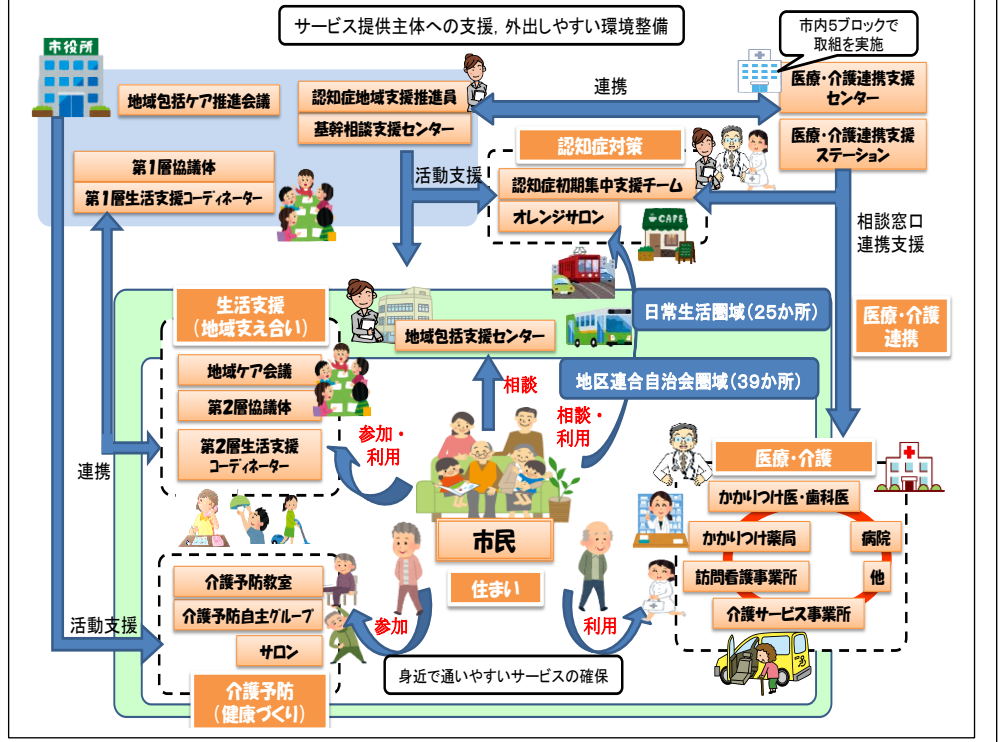 サービス提供主体への支援，外出しやすい環境整備
市内5ブロックで
取組を実施
市役所
地域包括ケア推進会議
認知症地域支援推進員
基幹相談支援センター
連携
医療・介護連携支援
センター
医療・介護連携支援
ステーション
第1層協議体
第1層生活支援コーディネーター
活動支援
認知症対策
認知症初期集中支援チーム
オレンジサロン
CAFE
相談窓口
連携支援
生活支援
（地域支え合い）
地域包括支援センター
日常生活圏域（25か所）
医療・介護
連携
地域ケア会議
第2層協議体
第2層生活支援
コーディネーター
相談
地区連合自治会圏域（39か所）
参加・
利用
相談・
利用
連携
医療・介護
かかりつけ医・歯科医
かかりつけ薬局
病院
訪問看護事業所
他
介護サービス事業所
市民
住まい
介護予防教室
介護予防自主グループ
サロン
活動支援
参加
利用
身近で通いやすいサービスの確保
介護予防
（健康づくり）